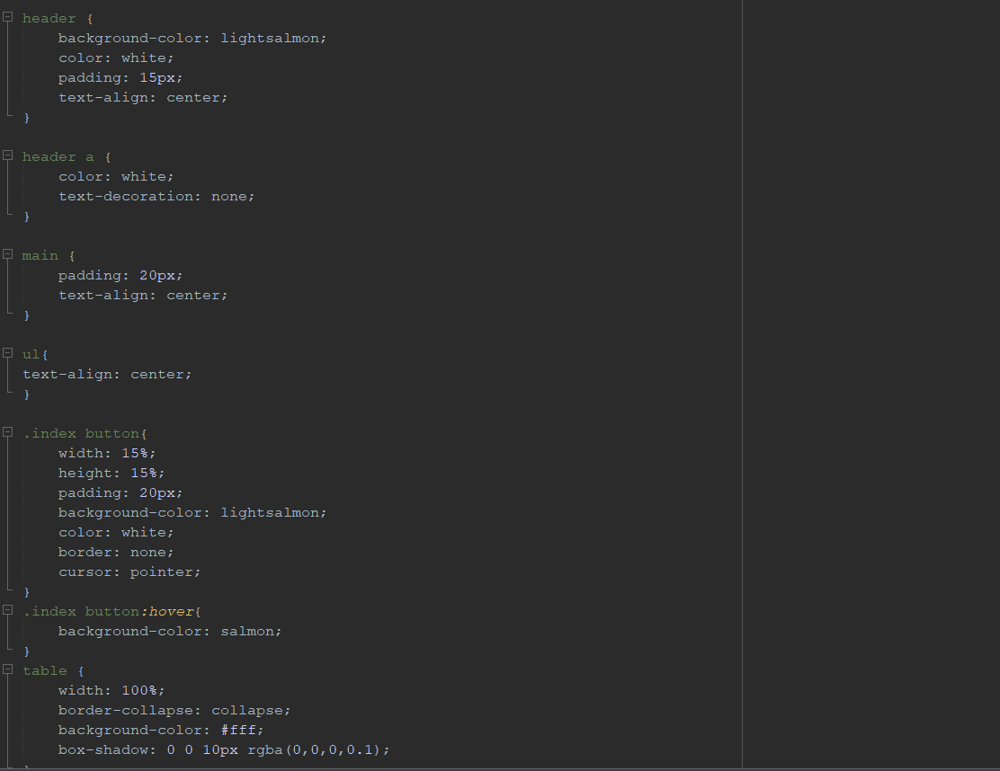 header {
    background-color: lightsalmon;
    color: white;
    padding: 15px;
    text-align: center;
}

header a {
    color: white;
    text-decoration: none;
}

main {
    padding: 20px;
    text-align: center;
}

ul{
text-align: center;
}

.index button{
    width: 15%;
    height: 15%;
    padding: 20px;
    background-color: lightsalmon;
    color: white;
    border: none;
    cursor: pointer;
}
.index button:hover{
    background-color: salmon;
}
table {
    width: 100%;
    border-collapse: collapse;
    background-color: #fff;
    box-shadow: 0 0 10px rgba(0,0,0,0.1);